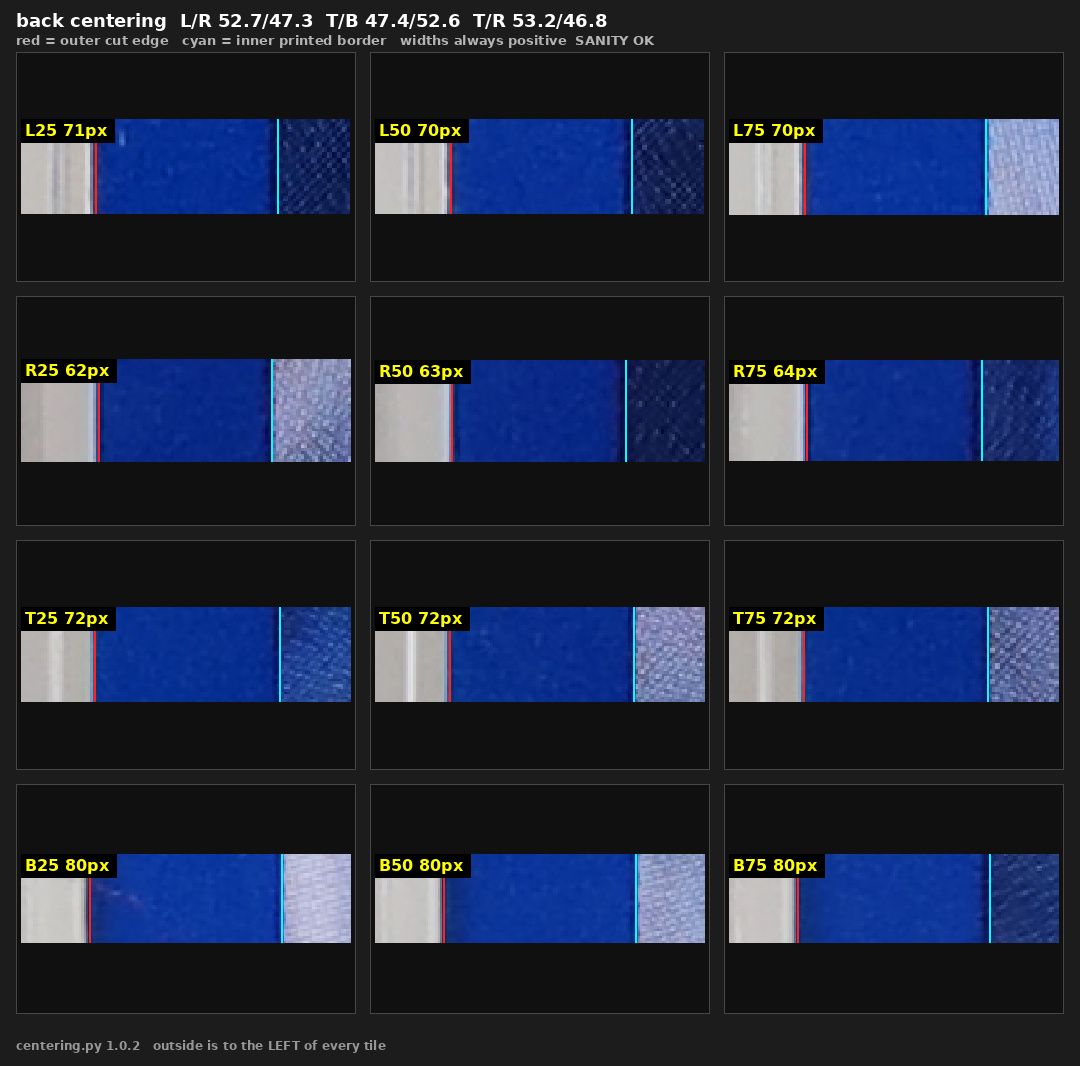 back centering  L/R 52.7/47.3  T/B 47.4/52.6  T/R 53.2/46.8
red = outer cut edge   cyan = inner printed border   widths always positive  SANITY OK
L25 71px
L50 70px
L75 70px
R25 62px
R50 63px
R75 64px
T25 72px
T50 72px
T75 72px
B25 80px
B50 80px
B75 80px
centering.py 1.0.2   outside is to the LEFT of every tile